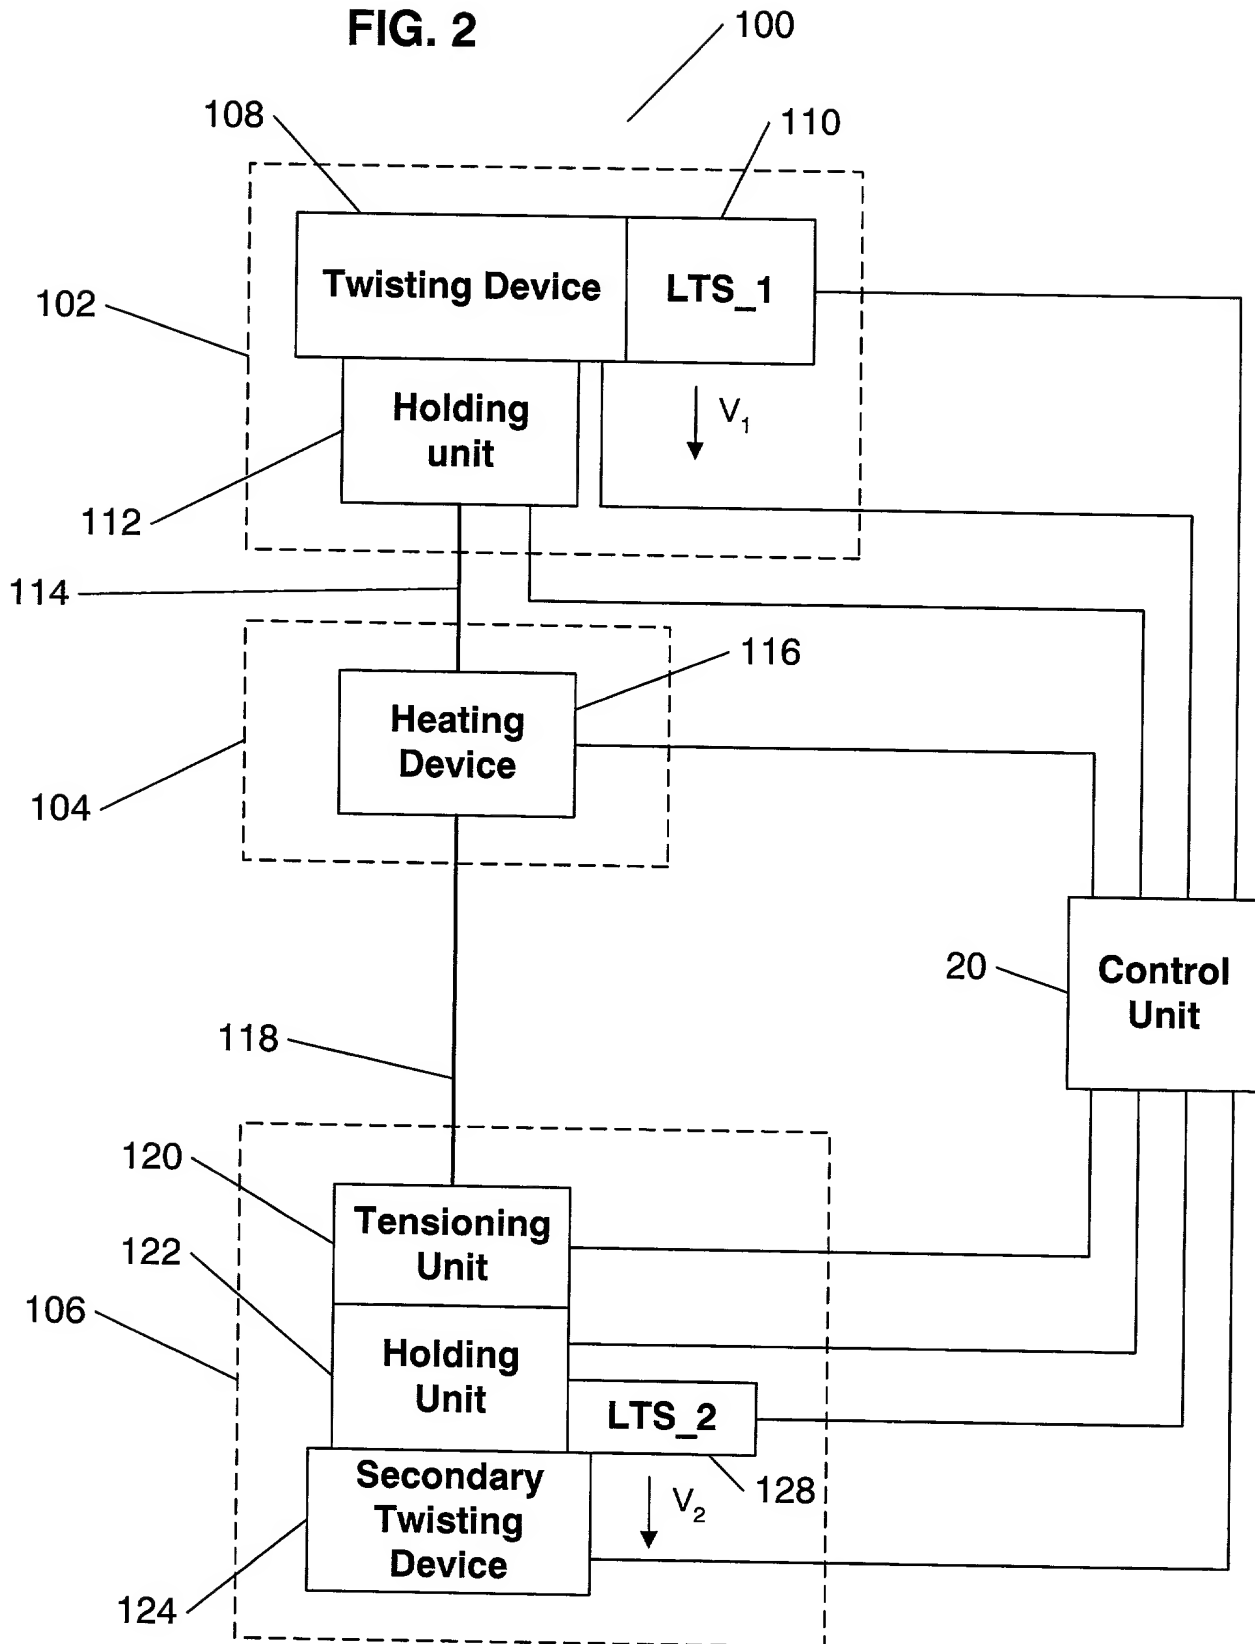 FIG. 2
100
108
110
Twisting Device
LTS_1
102
Holding
unit
V₁
112
114
116
Heating
Device
104
20
Control
Unit
118
120
Tensioning
Unit
122
106
Holding
Unit
LTS_2
128
Secondary
Twisting
Device
V₂
124